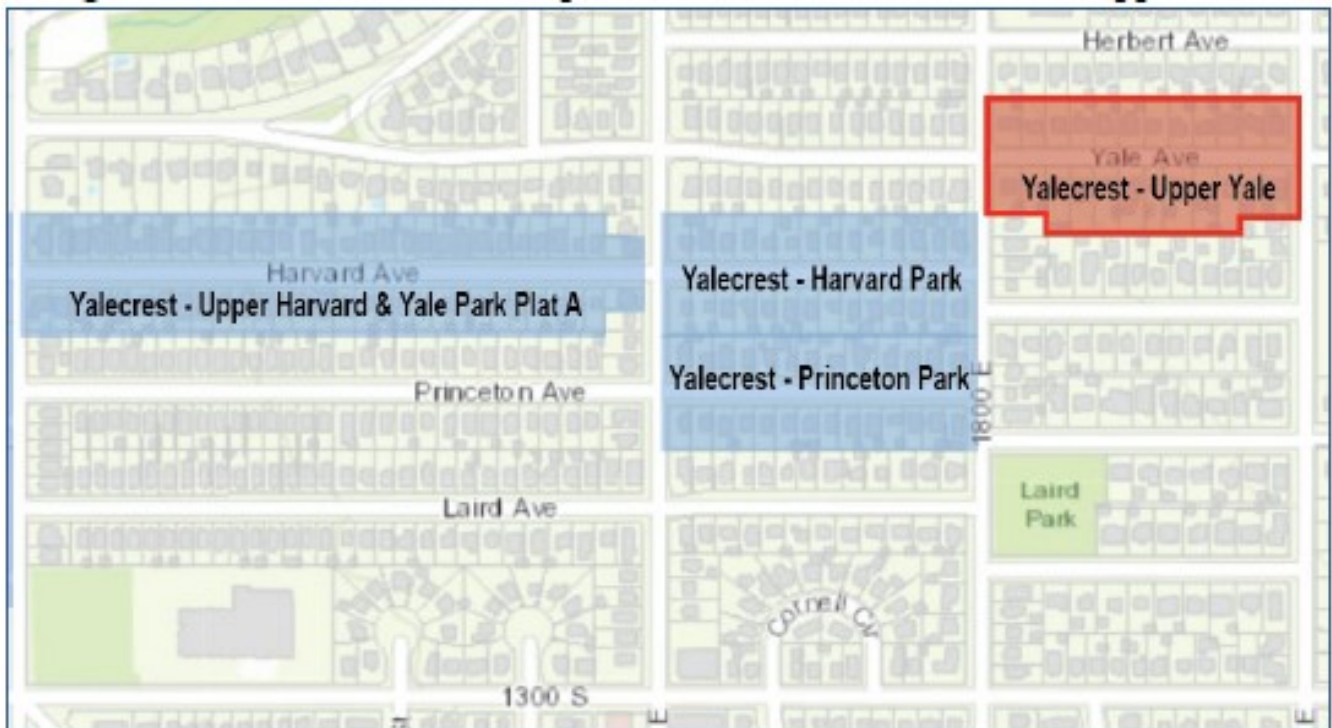 Herbert Ave
Yale Ave
Yalecrest - Upper Yale
Harvard Ave
Yalecrest - Upper Harvard & Yale Park Plat A
Yalecrest - Harvard Park
Yalecrest - Princeton Park
1800 E
Princeton Ave
Laird Ave
Laird
Park
Cornell Cir
1300 S
E
E